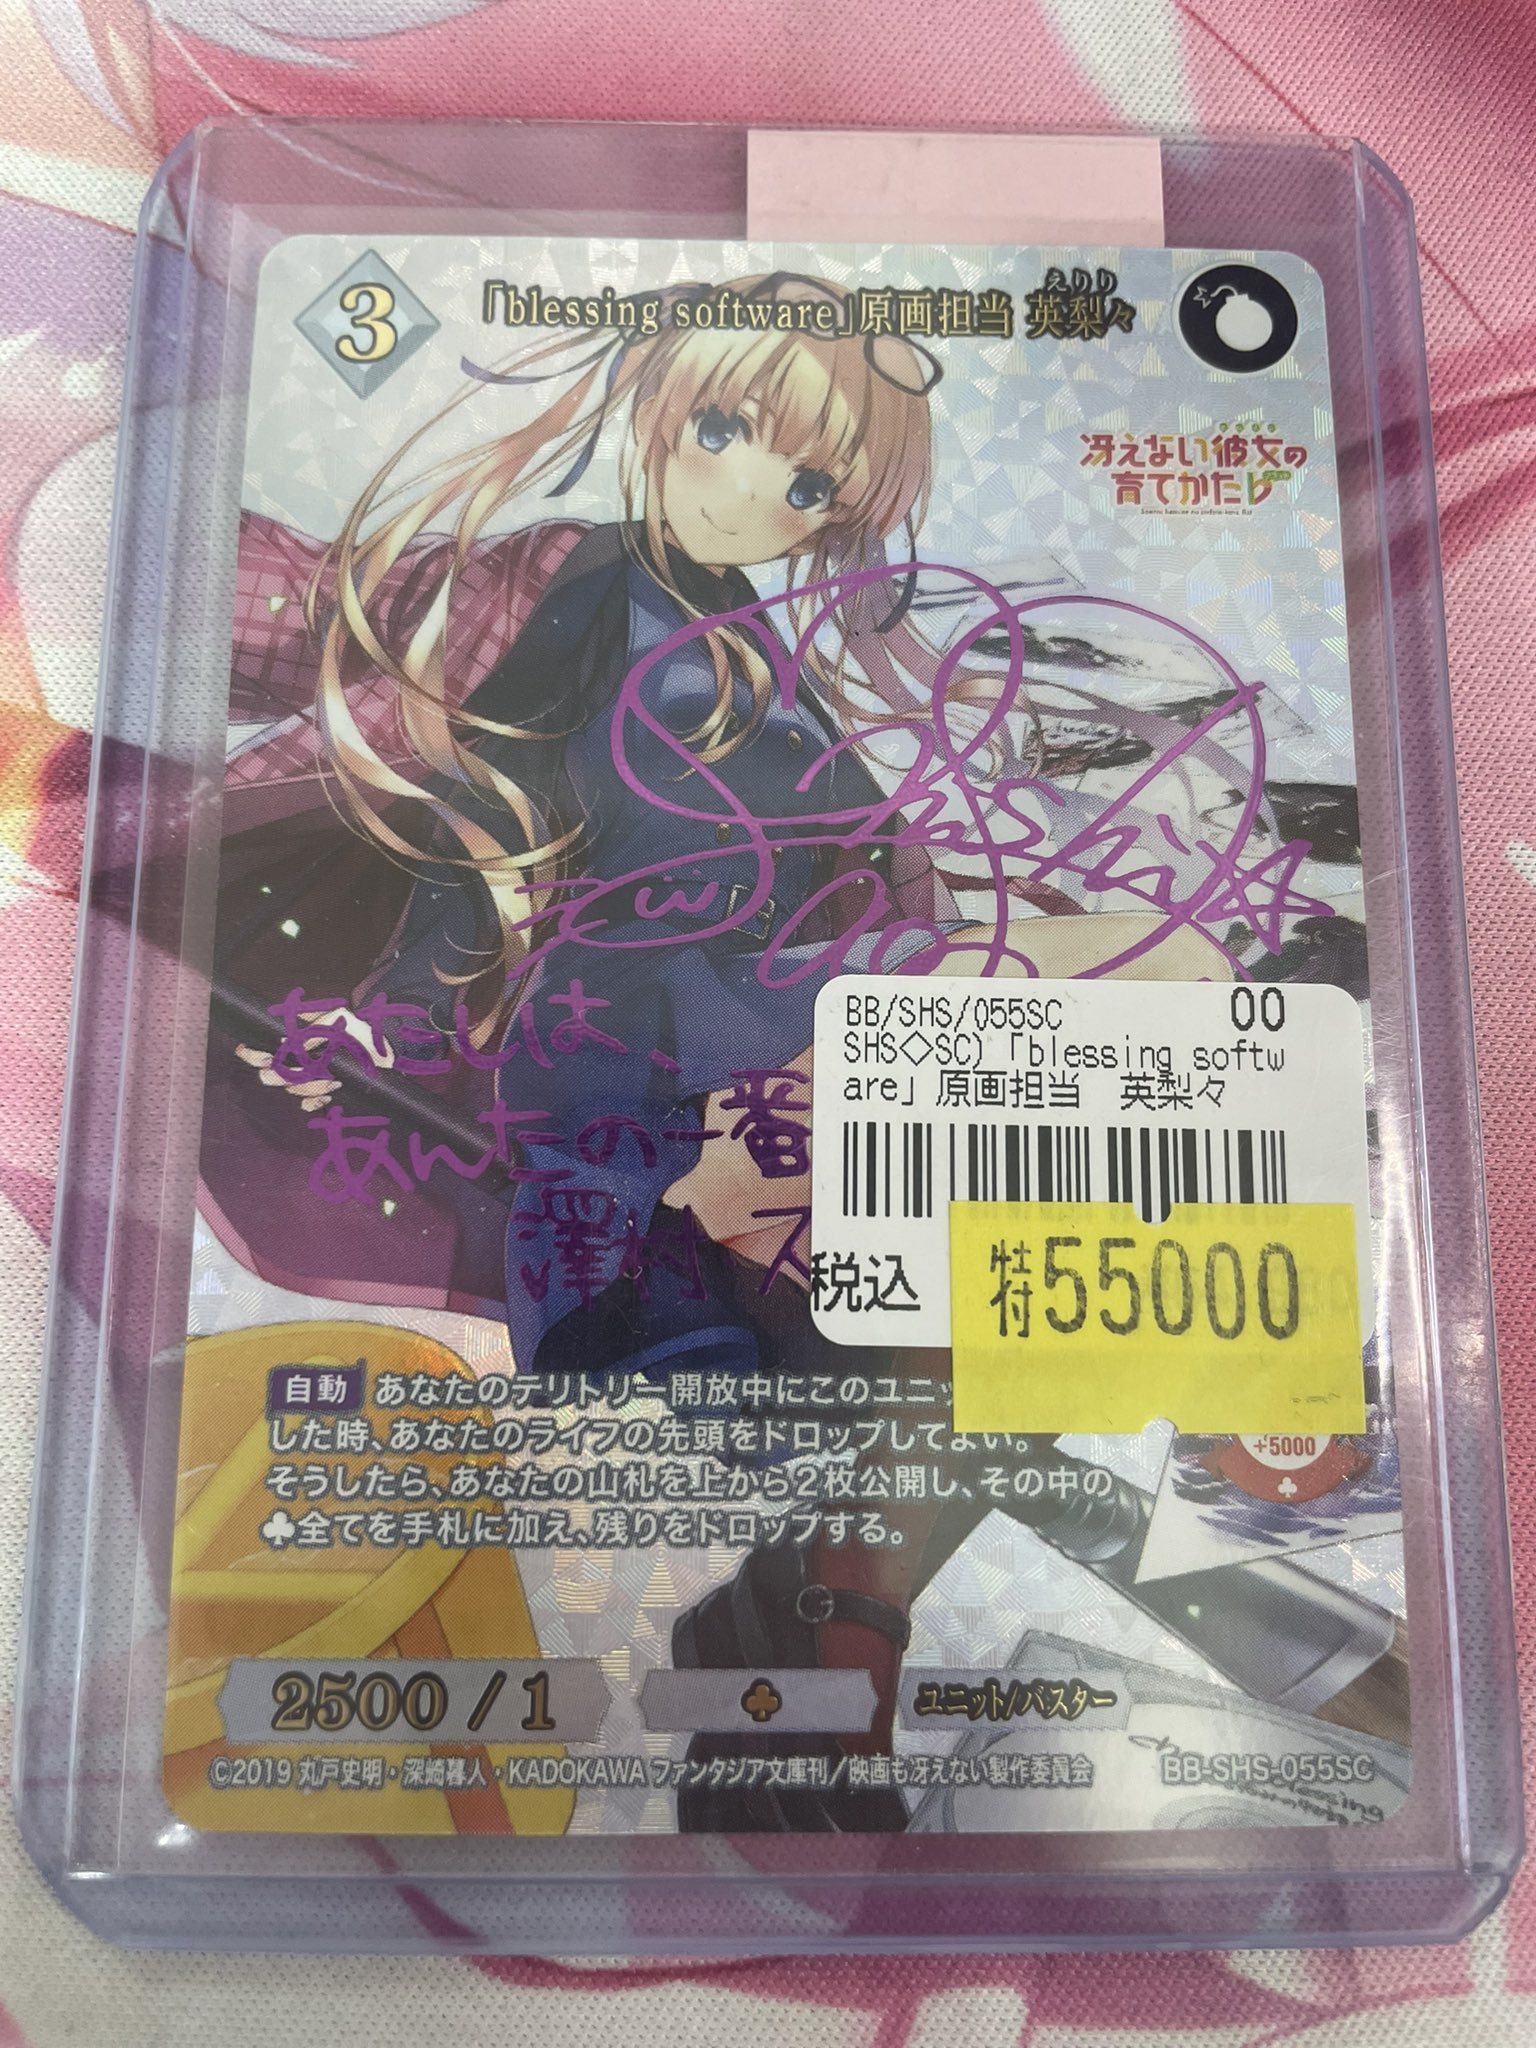 えりり
3
「blessing software」原画担当 英梨々
冴えない彼女の
育てかた♭
Saenai heroine no sodate-kata Flat
あたしは、
あんたの一番
澤村・ス
BB/SHS/055SC 00
SHS◇SC)「blessing softw
are」原画担当 英梨々
税込
特付 55000
自動 あなたのテリトリー開放中にこのユニッ
した時、あなたのライフの先頭をドロップしてよい。
そうしたら、あなたの山札を上から2枚公開し、その中の
♣全てを手札に加え、残りをドロップする。
+5000
2500 / 1
ユニット/バスター
©2019 丸戸史明・深崎暮人・KADOKAWA ファンタジア文庫刊/映画も冴えない製作委員会
BB-SHS-055SC